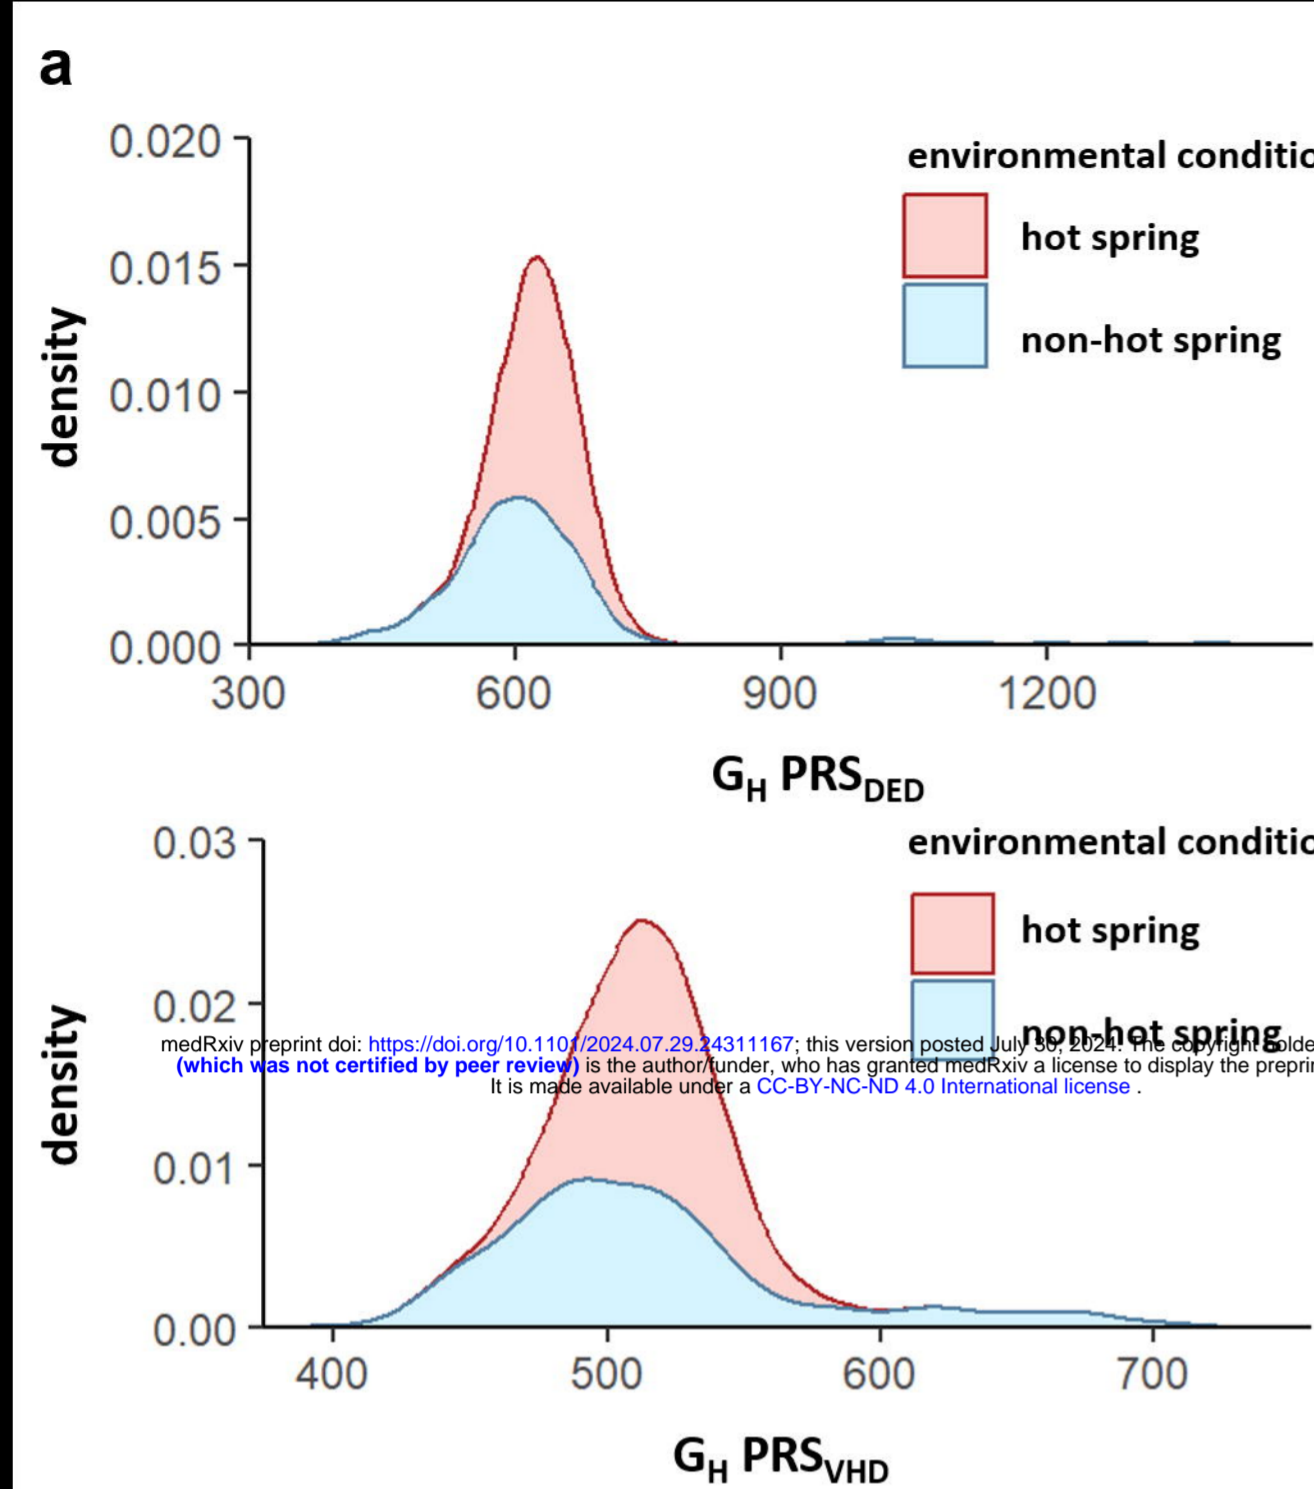 a
0.020
environmental conditio
hot spring
0.015
non-hot spring
0.010
density
0.005
0.000
300 600 900 1200
GH PRSDED
0.03
environmental conditio
hot spring
0.02
non-hot spring
medRxiv preprint doi: https://doi.org/10.1101/2024.07.29.24311167; this version posted July 30, 2024. The copyright holde
(which was not certified by peer review) is the author/funder, who has granted medRxiv a license to display the preprin
It is made available under a CC-BY-NC-ND 4.0 International license .
density
0.01
0.00
400 500 600 700
GH PRSVHD